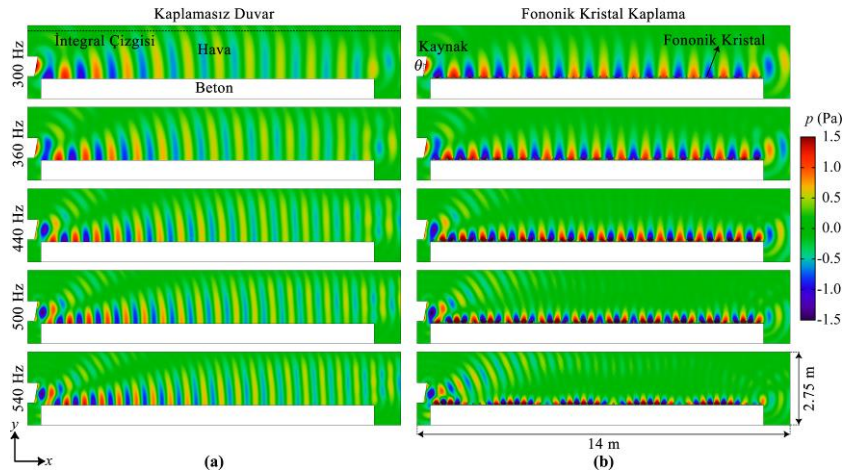 Kaplamasız Duvar
Fononik Kristal Kaplama
300 Hz
İntegral Çizgisi
Hava
Beton
Kaynak
θ
Fononik Kristal
360 Hz
p (Pa)
1.5
1.0
0.5
0
-0.5
-1.0
-1.5
440 Hz
500 Hz
540 Hz
2.75 m
14 m
y
x
(a)
(b)